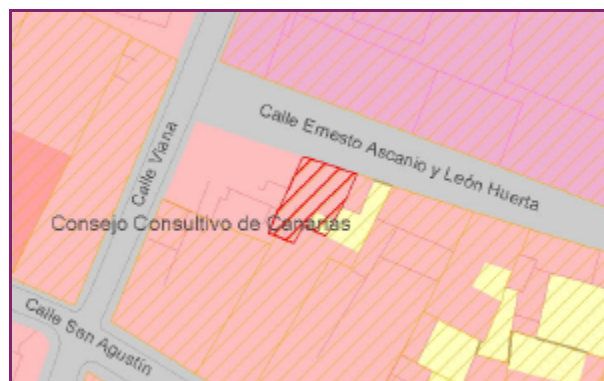 Calle Ernesto Ascanio y León Huerta
Calle Viana
Consejo Consultivo de Canarias
Calle San Agustín